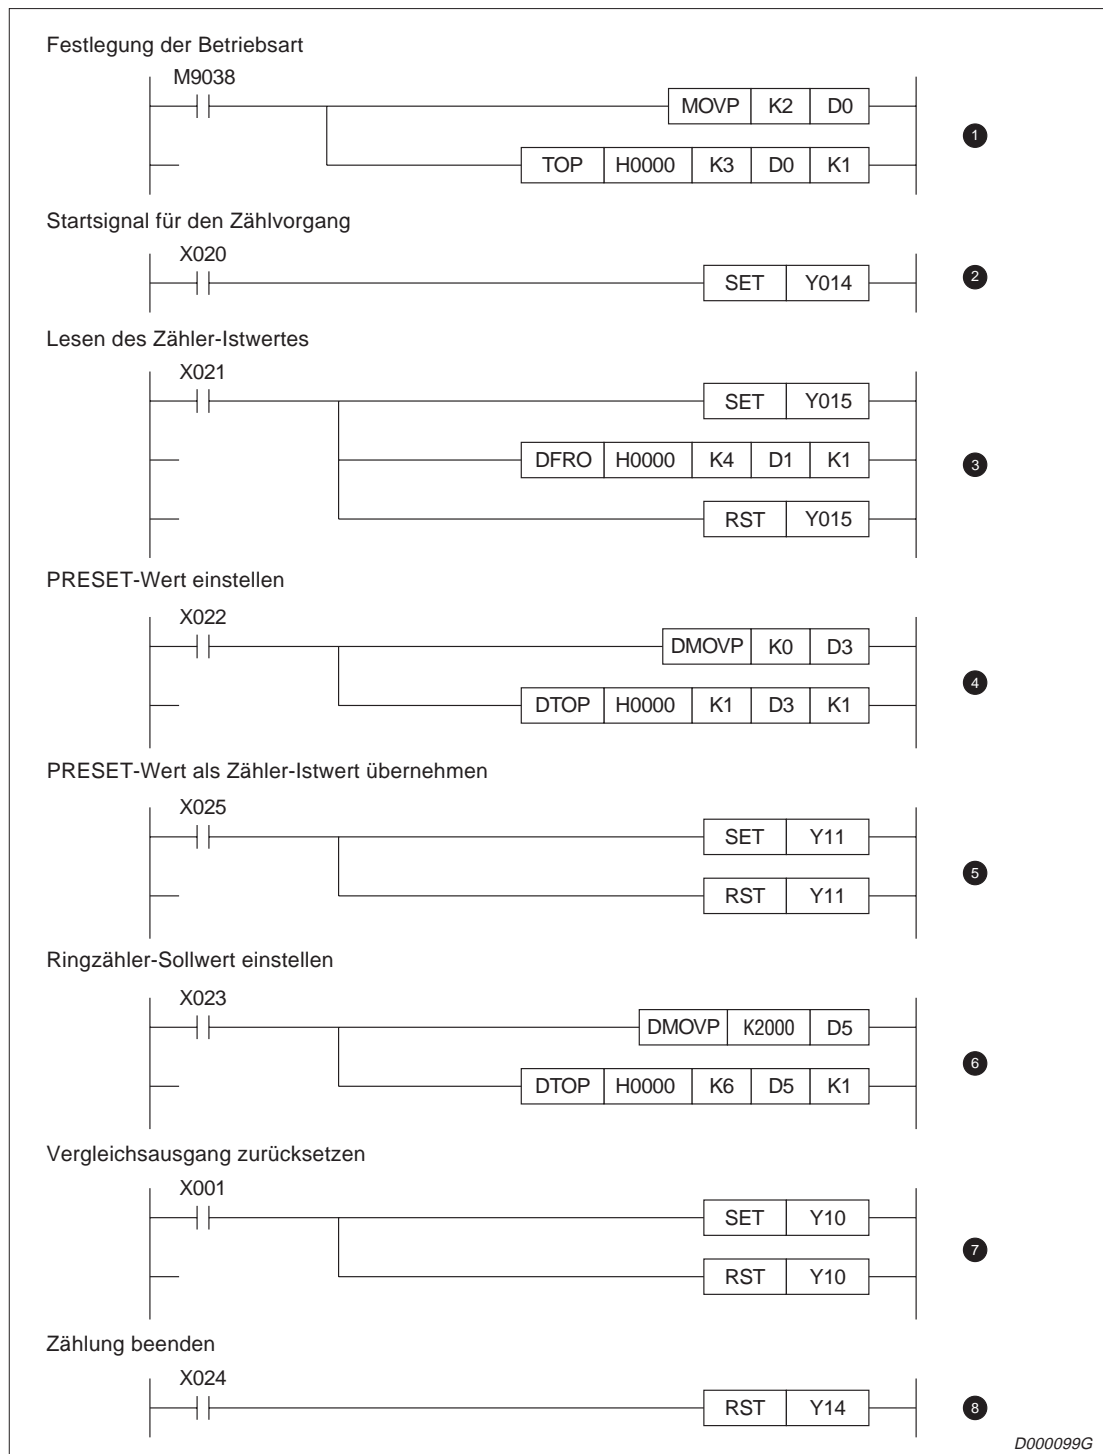 Festlegung der Betriebsart
M9038
MOVP K2 D0
TOP H0000 K3 D0 K1
1
Startsignal für den Zählvorgang
X020
SET Y014
2
Lesen des Zähler-Istwertes
X021
SET Y015
DFRO H0000 K4 D1 K1
3
RST Y015
PRESET-Wert einstellen
X022
DMOVP K0 D3
DTOP H0000 K1 D3 K1
4
PRESET-Wert als Zähler-Istwert übernehmen
X025
SET Y11
RST Y11
5
Ringzähler-Sollwert einstellen
X023
DMOVP K2000 D5
DTOP H0000 K6 D5 K1
6
Vergleichsausgang zurücksetzen
X001
SET Y10
RST Y10
7
Zählung beenden
X024
RST Y14
8
D000099G